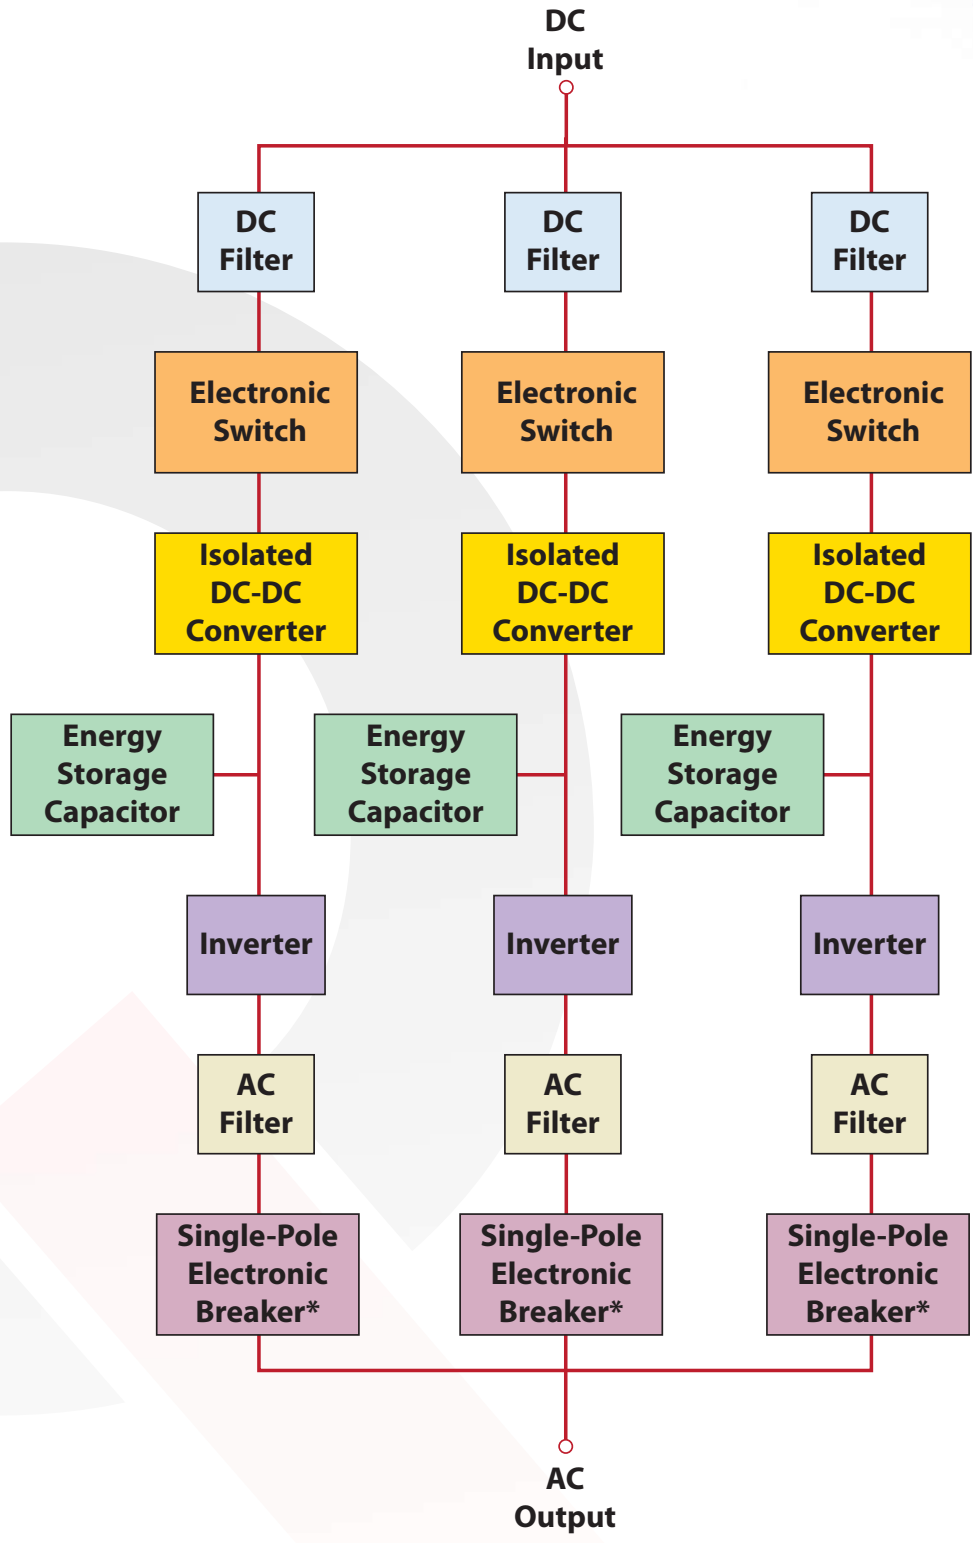 DC
Input
DC
Filter
DC
Filter
DC
Filter
Electronic
Switch
Electronic
Switch
Electronic
Switch
Isolated
DC-DC
Converter
Isolated
DC-DC
Converter
Isolated
DC-DC
Converter
Energy
Storage
Capacitor
Energy
Storage
Capacitor
Energy
Storage
Capacitor
Inverter
Inverter
Inverter
AC
Filter
AC
Filter
AC
Filter
Single-Pole
Electronic
Breaker*
Single-Pole
Electronic
Breaker*
Single-Pole
Electronic
Breaker*
AC
Output